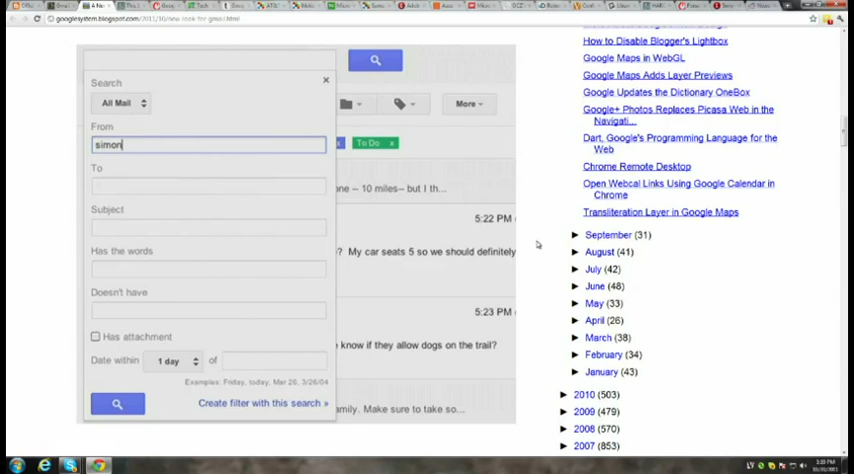 googlesystem.blogspot.com/2011/10/new-look-for-gmail.html
Search
All Mail
From
simon
To
Subject
Has the words
Doesn't have
Has attachment
Date within 1 day of
Examples: Friday, today, Mar 26, 3/26/04
Create filter with this search »
More
To Do x
one -- 10 miles-- but I th...
5:22 PM
? My car seats 5 so we should definitely
5:23 PM
know if they allow dogs on the trail?
amily. Make sure to take so...
How to Disable Blogger's Lightbox
Google Maps in WebGL
Google Maps Adds Layer Previews
Google Updates the Dictionary OneBox
Google+ Photos Replaces Picasa Web in the
Navigati...
Dart, Google's Programming Language for the
Web
Chrome Remote Desktop
Open Webcal Links Using Google Calendar in
Chrome
Transliteration Layer in Google Maps
► September (31)
► August (41)
► July (42)
► June (48)
► May (33)
► April (26)
► March (38)
► February (34)
► January (43)
► 2010 (503)
► 2009 (479)
► 2008 (570)
► 2007 (853)
LV